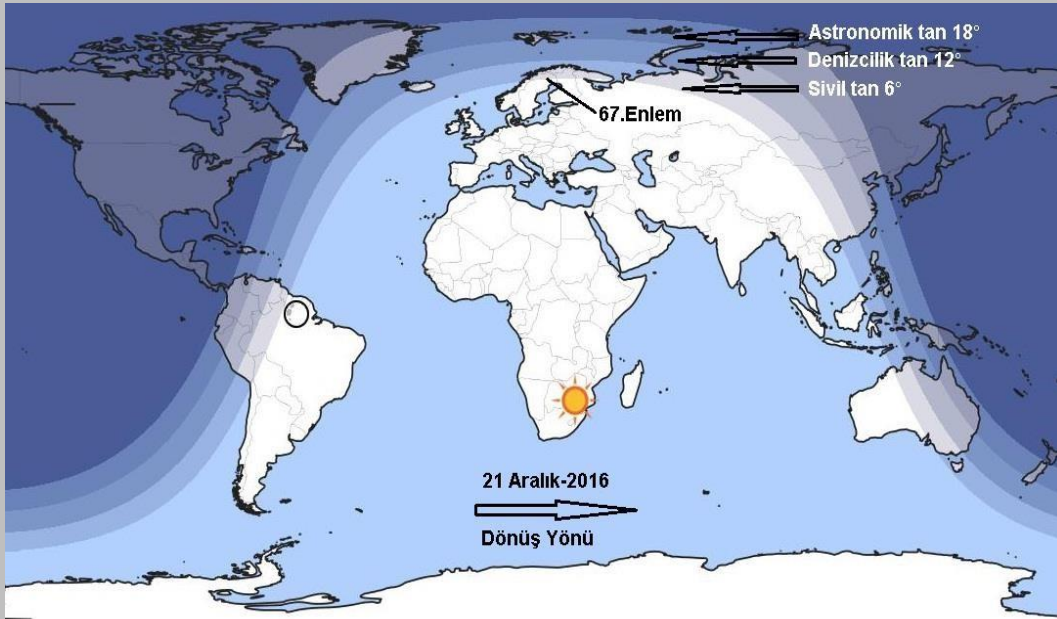 Astronomik tan 18°
Denizcilik tan 12°
Sivil tan 6°
67.Enlem
21 Aralık-2016
Dönüş Yönü